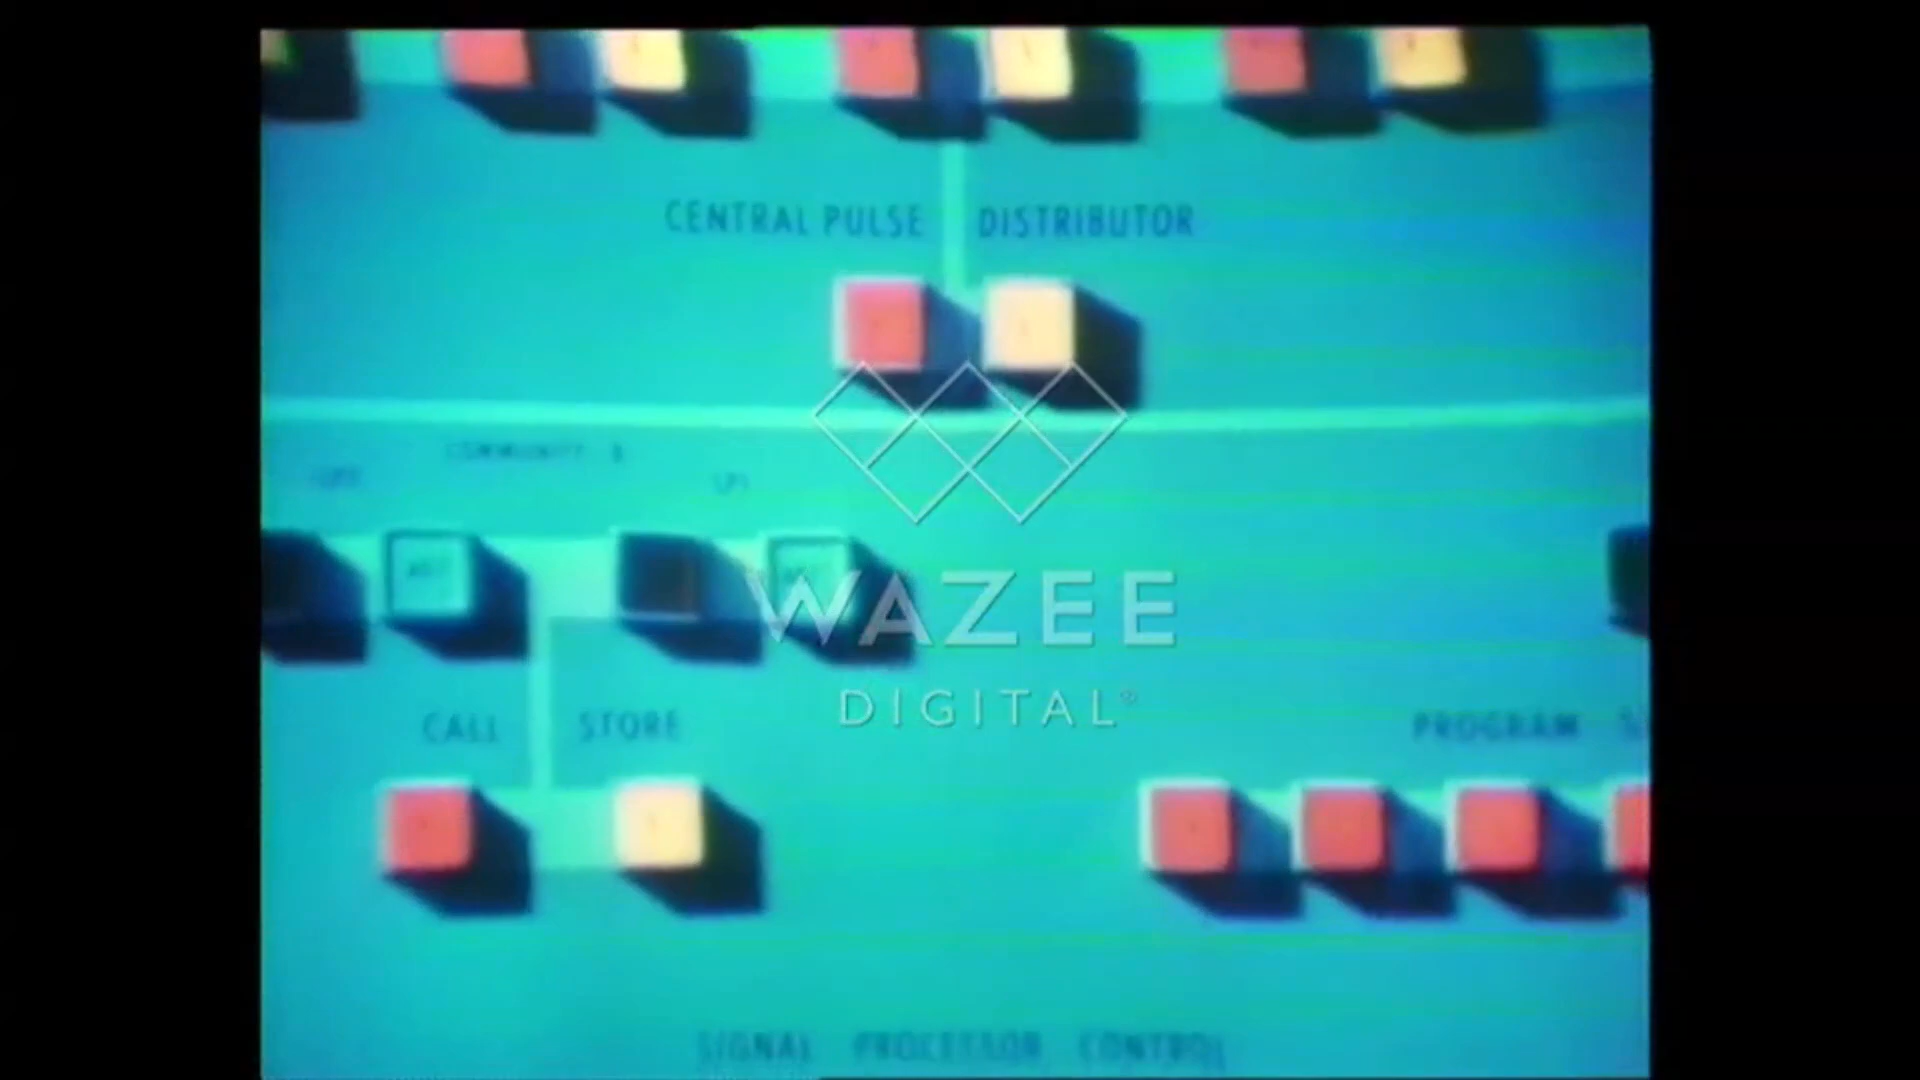 CENTRAL PULSE DISTRIBUTOR
WAZEE
DIGITAL®
CALL STORE
PROGRAM
SIGNAL PROCESSOR CONTROL